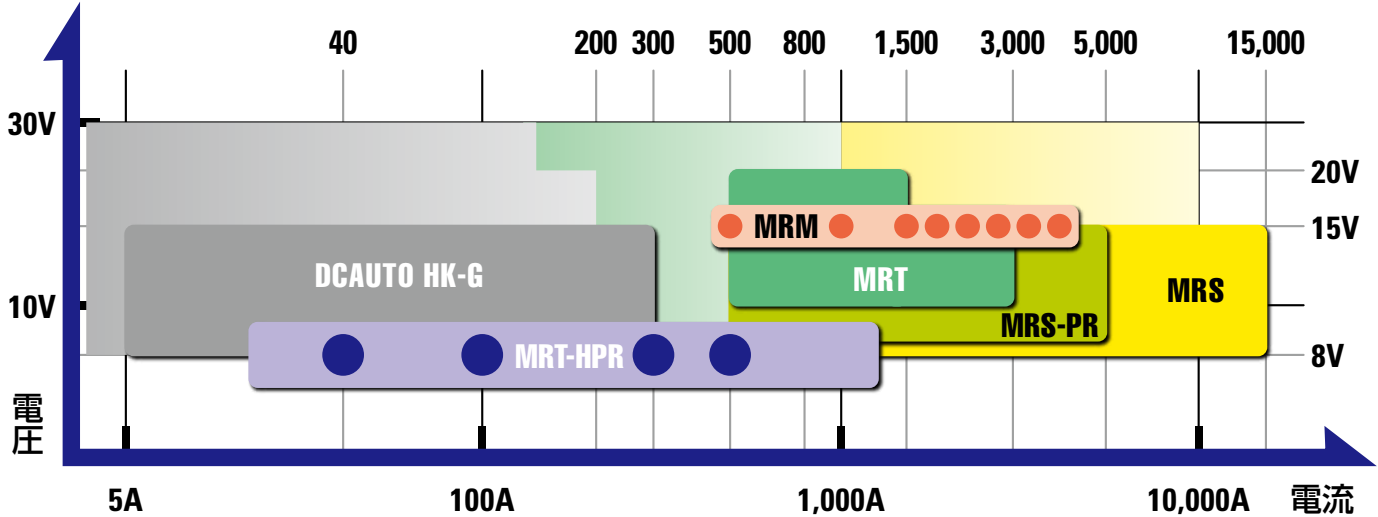 40 200 300 500 800 1,500 3,000 5,000 15,000
30V
20V
MRM
15V
DCAUTO HK-G
MRT
MRS
10V
MRS-PR
MRT-HPR
8V
電圧
5A 100A 1,000A 10,000A 電流